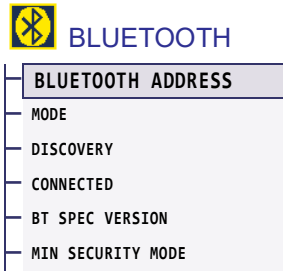 BLUETOOTH
BLUETOOTH ADDRESS
MODE
DISCOVERY
CONNECTED
BT SPEC VERSION
MIN SECURITY MODE